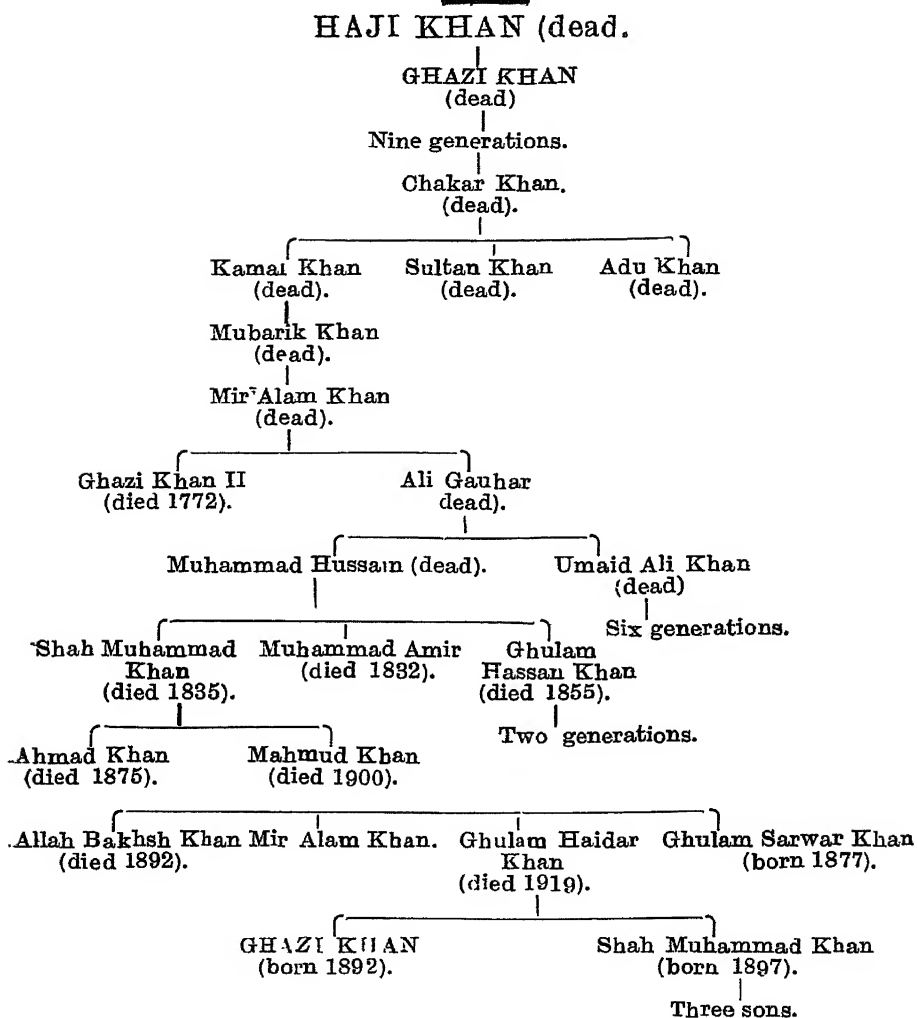 HAJI KHAN (dead.
GHAZI KHAN
(dead)
Nine generations.
Chakar Khan.
(dead).
Kamal Khan Sultan Khan Adu Khan
(dead). (dead). (dead).
Mubarik Khan
(dead).
Mir Alam Khan
(dead).
Ghazi Khan II Ali Gauhar
(died 1772). dead).
Muhammad Hussain (dead). Umaid Ali Khan
(dead)
Six generations.
Shah Muhammad Muhammad Amir Ghulam
Khan (died 1832). Hassan Khan
(died 1835). (died 1855).
Two generations.
Ahmad Khan Mahmud Khan
(died 1875). (died 1900).
Allah Bakhsh Khan Mir Alam Khan. Ghulam Haidar Ghulam Sarwar Khan
(died 1892). Khan (born 1877).
(died 1919).
GHAZI KHAN Shah Muhammad Khan
(born 1892). (born 1897).
Three sons.